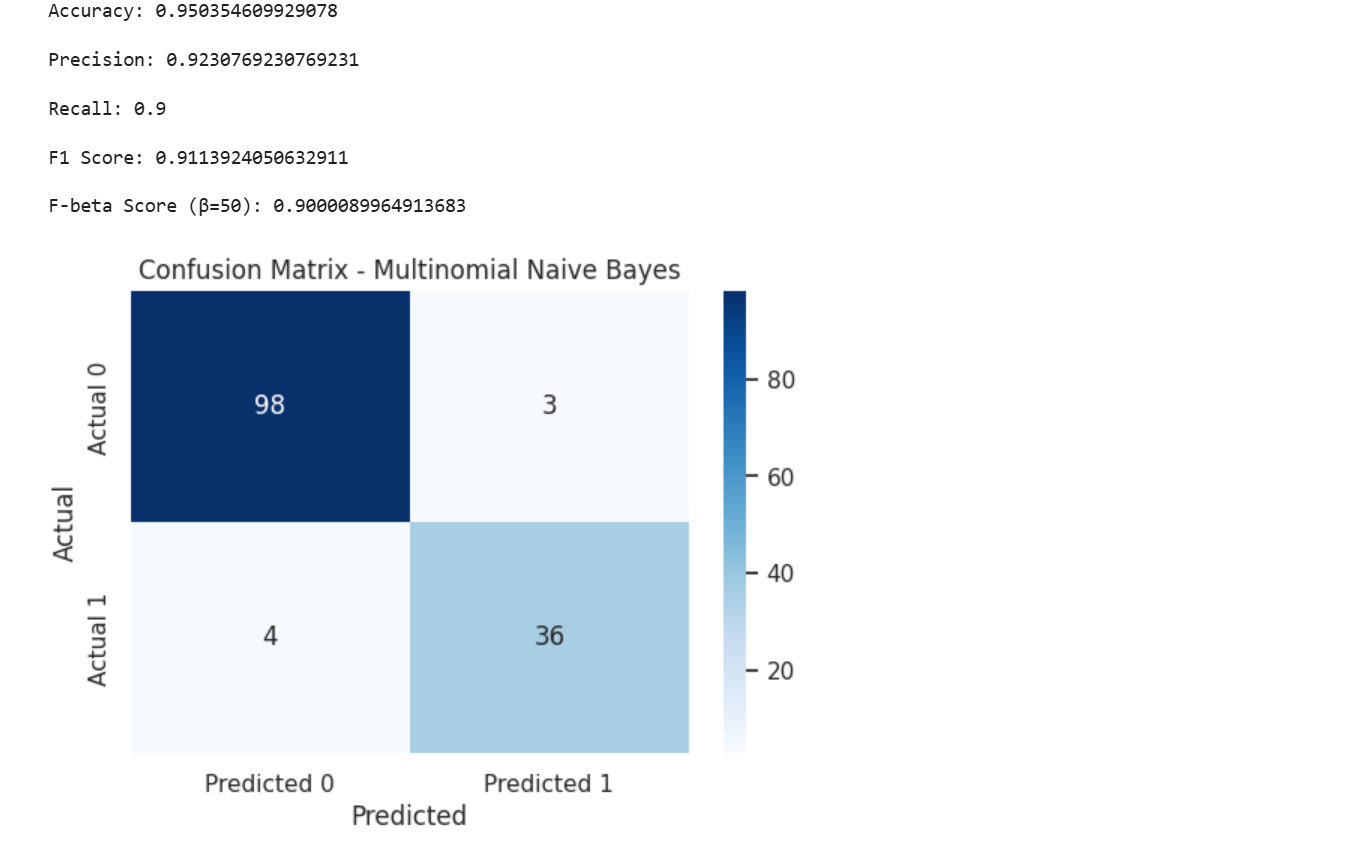 Accuracy: 0.950354609929078
Precision: 0.9230769230769231
Recall: 0.9
F1 Score: 0.9113924050632911
F-beta Score (β=50): 0.9000089964913683
Confusion Matrix - Multinomial Naive Bayes
Actual
Actual 0
98
3
Actual 1
4
36
Predicted 0
Predicted 1
Predicted
80
60
40
20